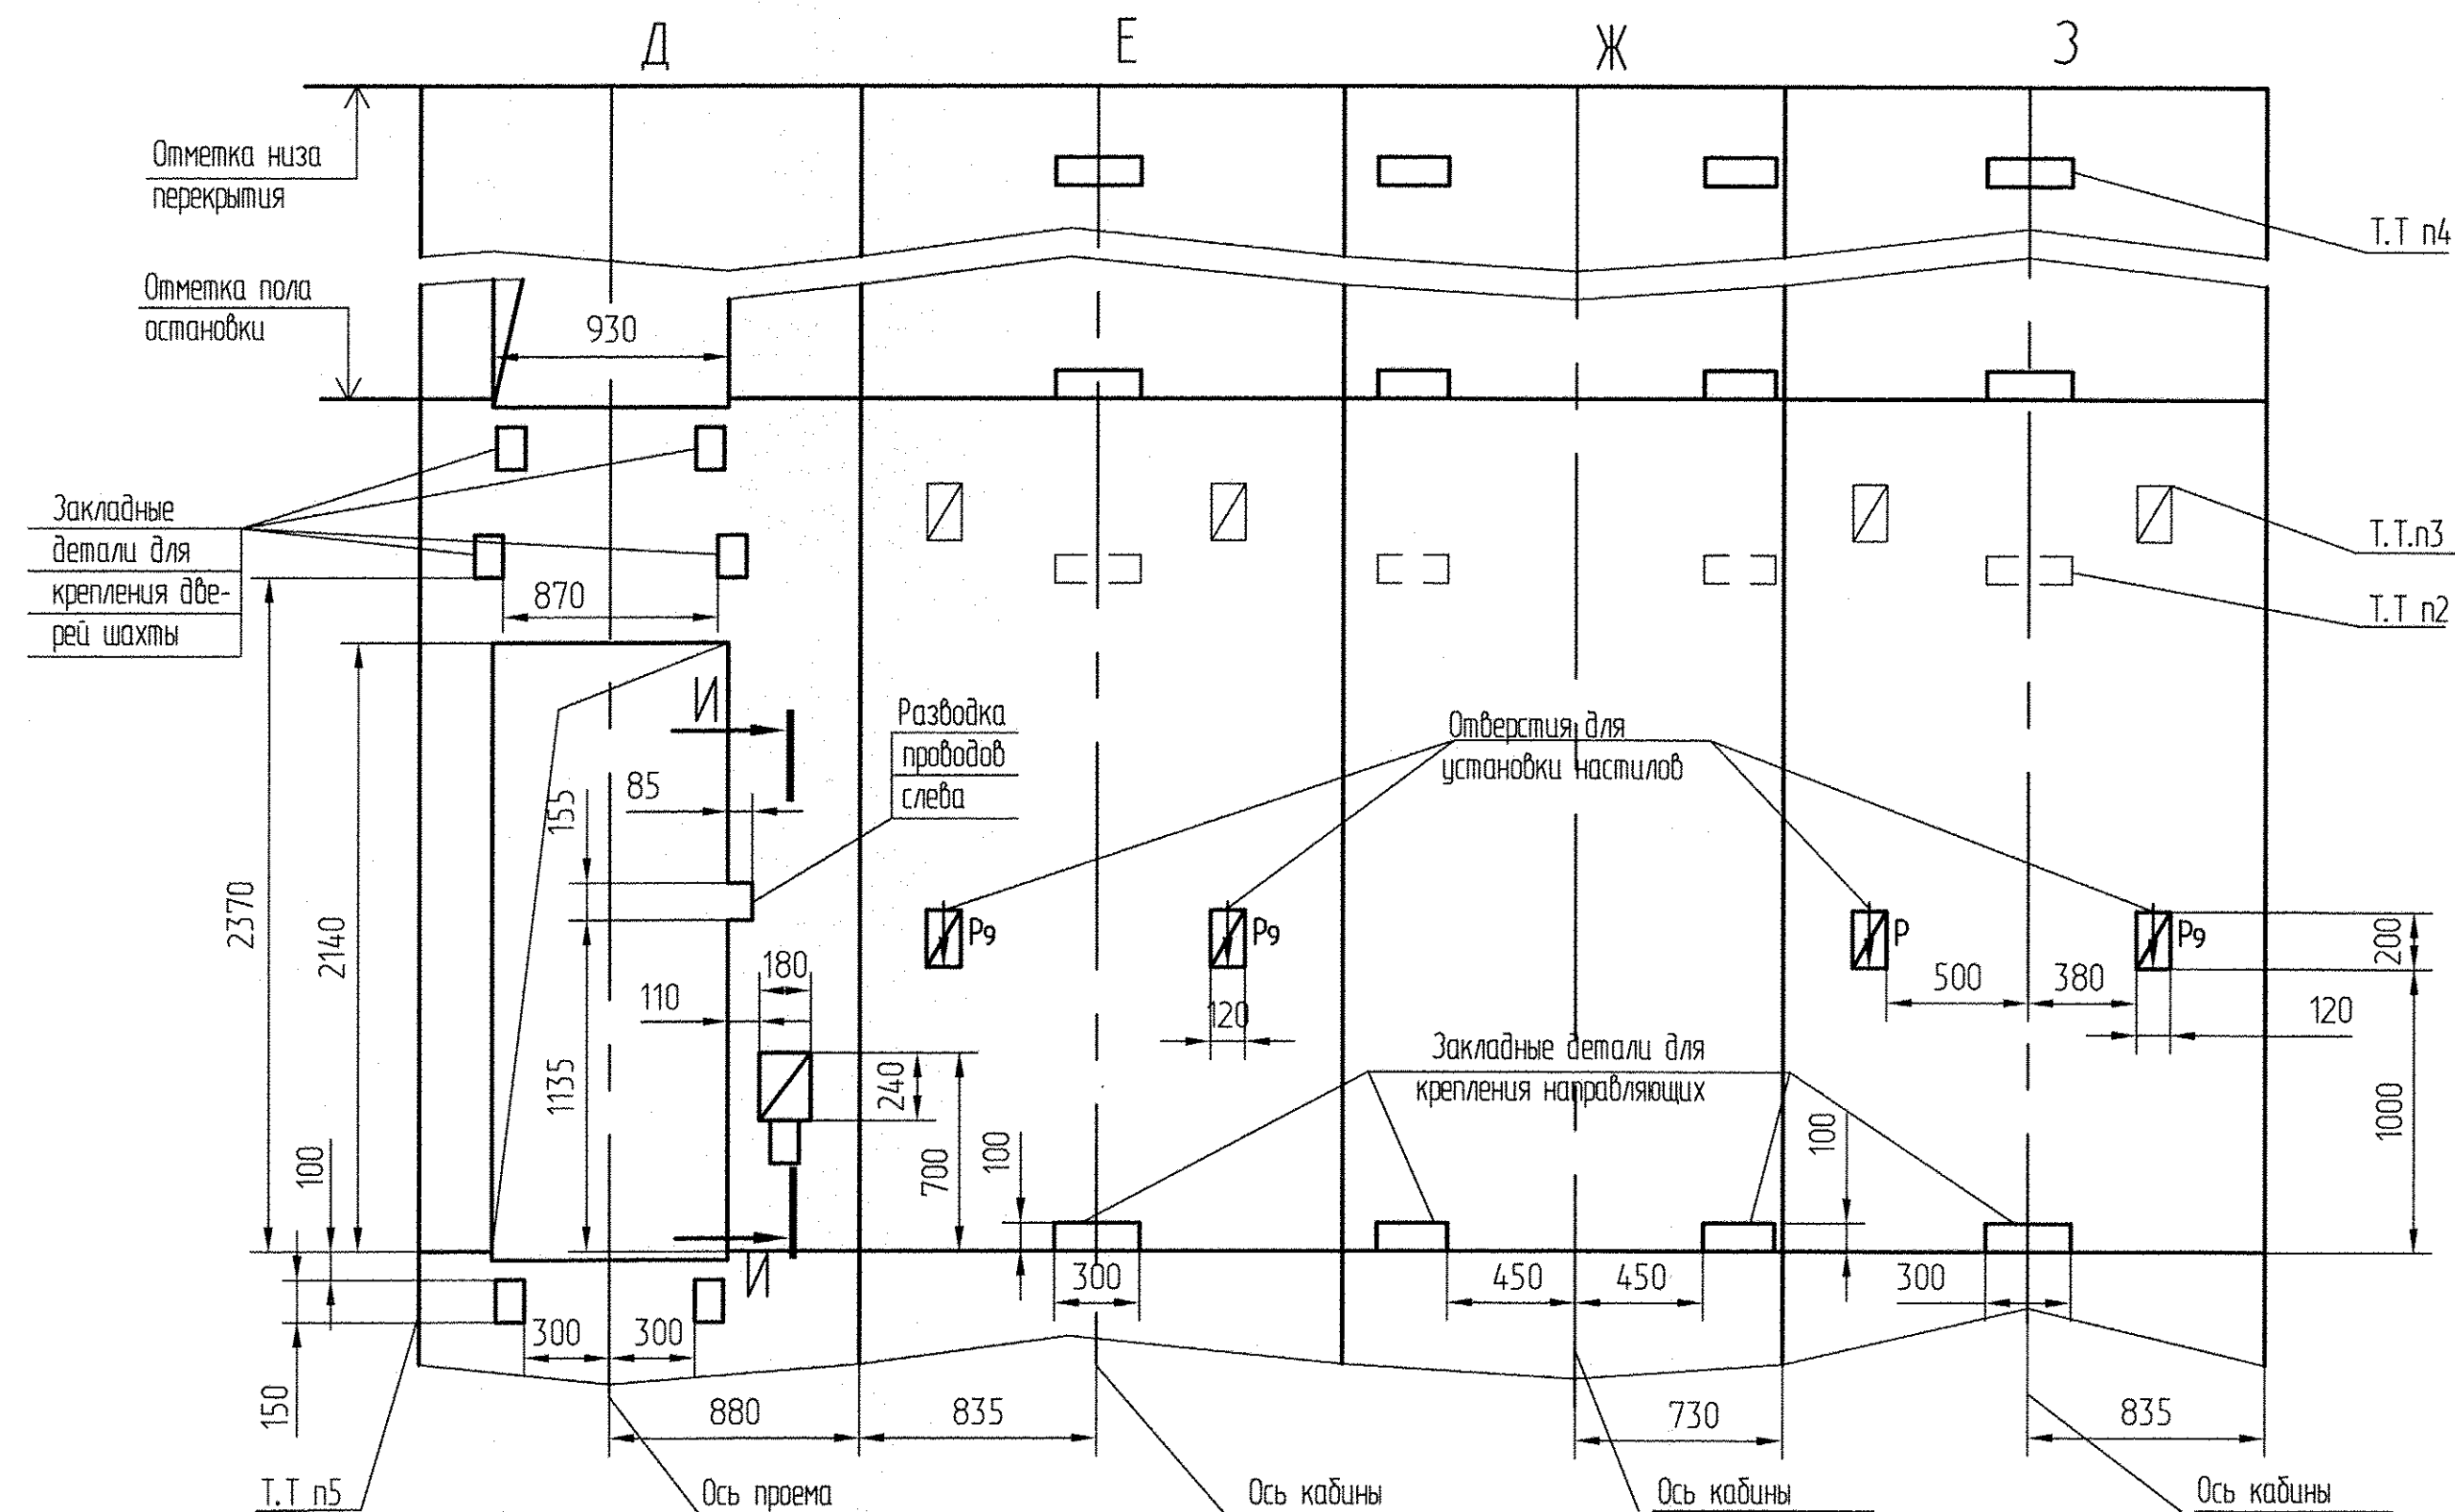 Д Е Ж З
Отметка низа
перекрытия
Т.Т п4
Отметка пола
остановки
930
Закладные
детали для
крепления две-
рей шахты
Т.Т.п3
870
Т.Т п2
И
Разводка
проводов
слева
Отверстия для
установки настилов
85
155
2370
2140
Р9
Р9
Р
Р9
200
180
110
500
380
120
120
1135
240
700
Закладные детали для
крепления направляющих
100
100
100
1000
И
300
450
450
300
150
300
300
880
835
730
835
Т.Т п5
Ось проема
Ось кабины
Ось кабины
Ось кабины